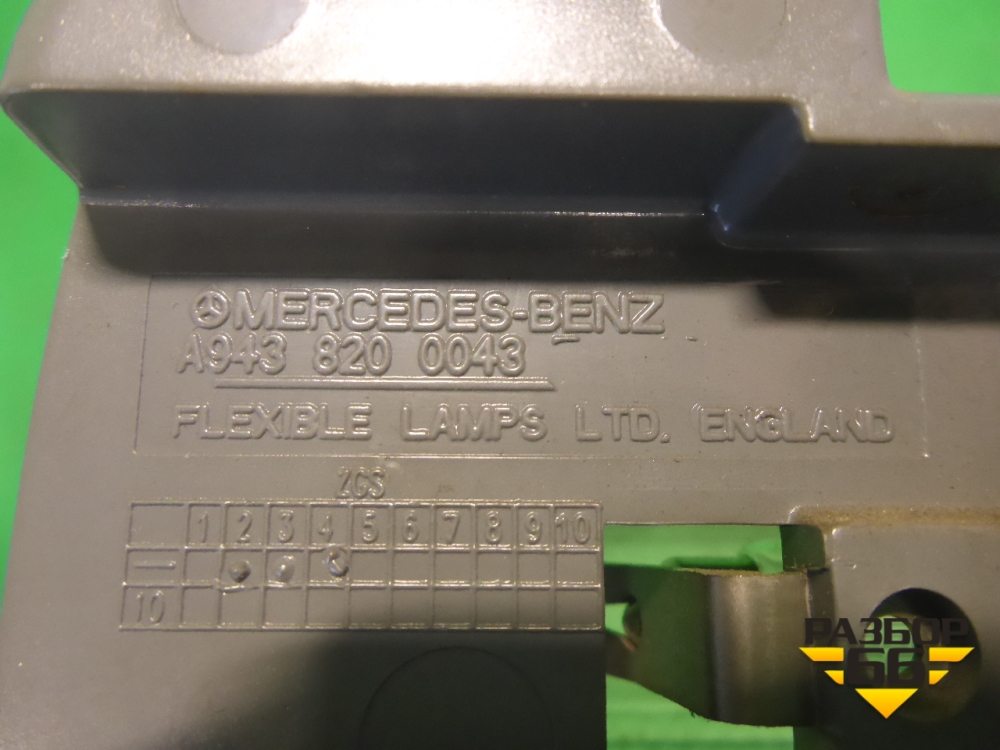 MERCEDES-BENZ
A943 820 0043
FLEXIBLE LAMPS LTD. ENGLAND
ZGS
1 2 3 4 5 6 7 8 9 10
10
РАЗБОР
66